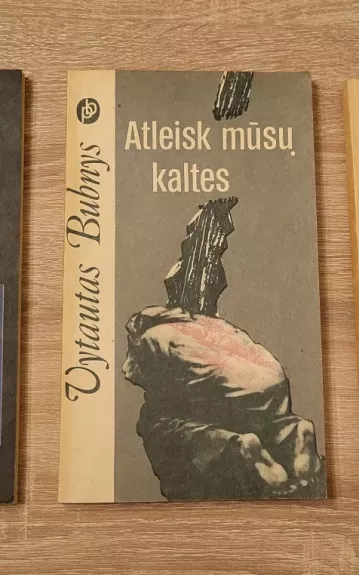 Vytautas Bubnys
Atleisk mūsų
kaltes